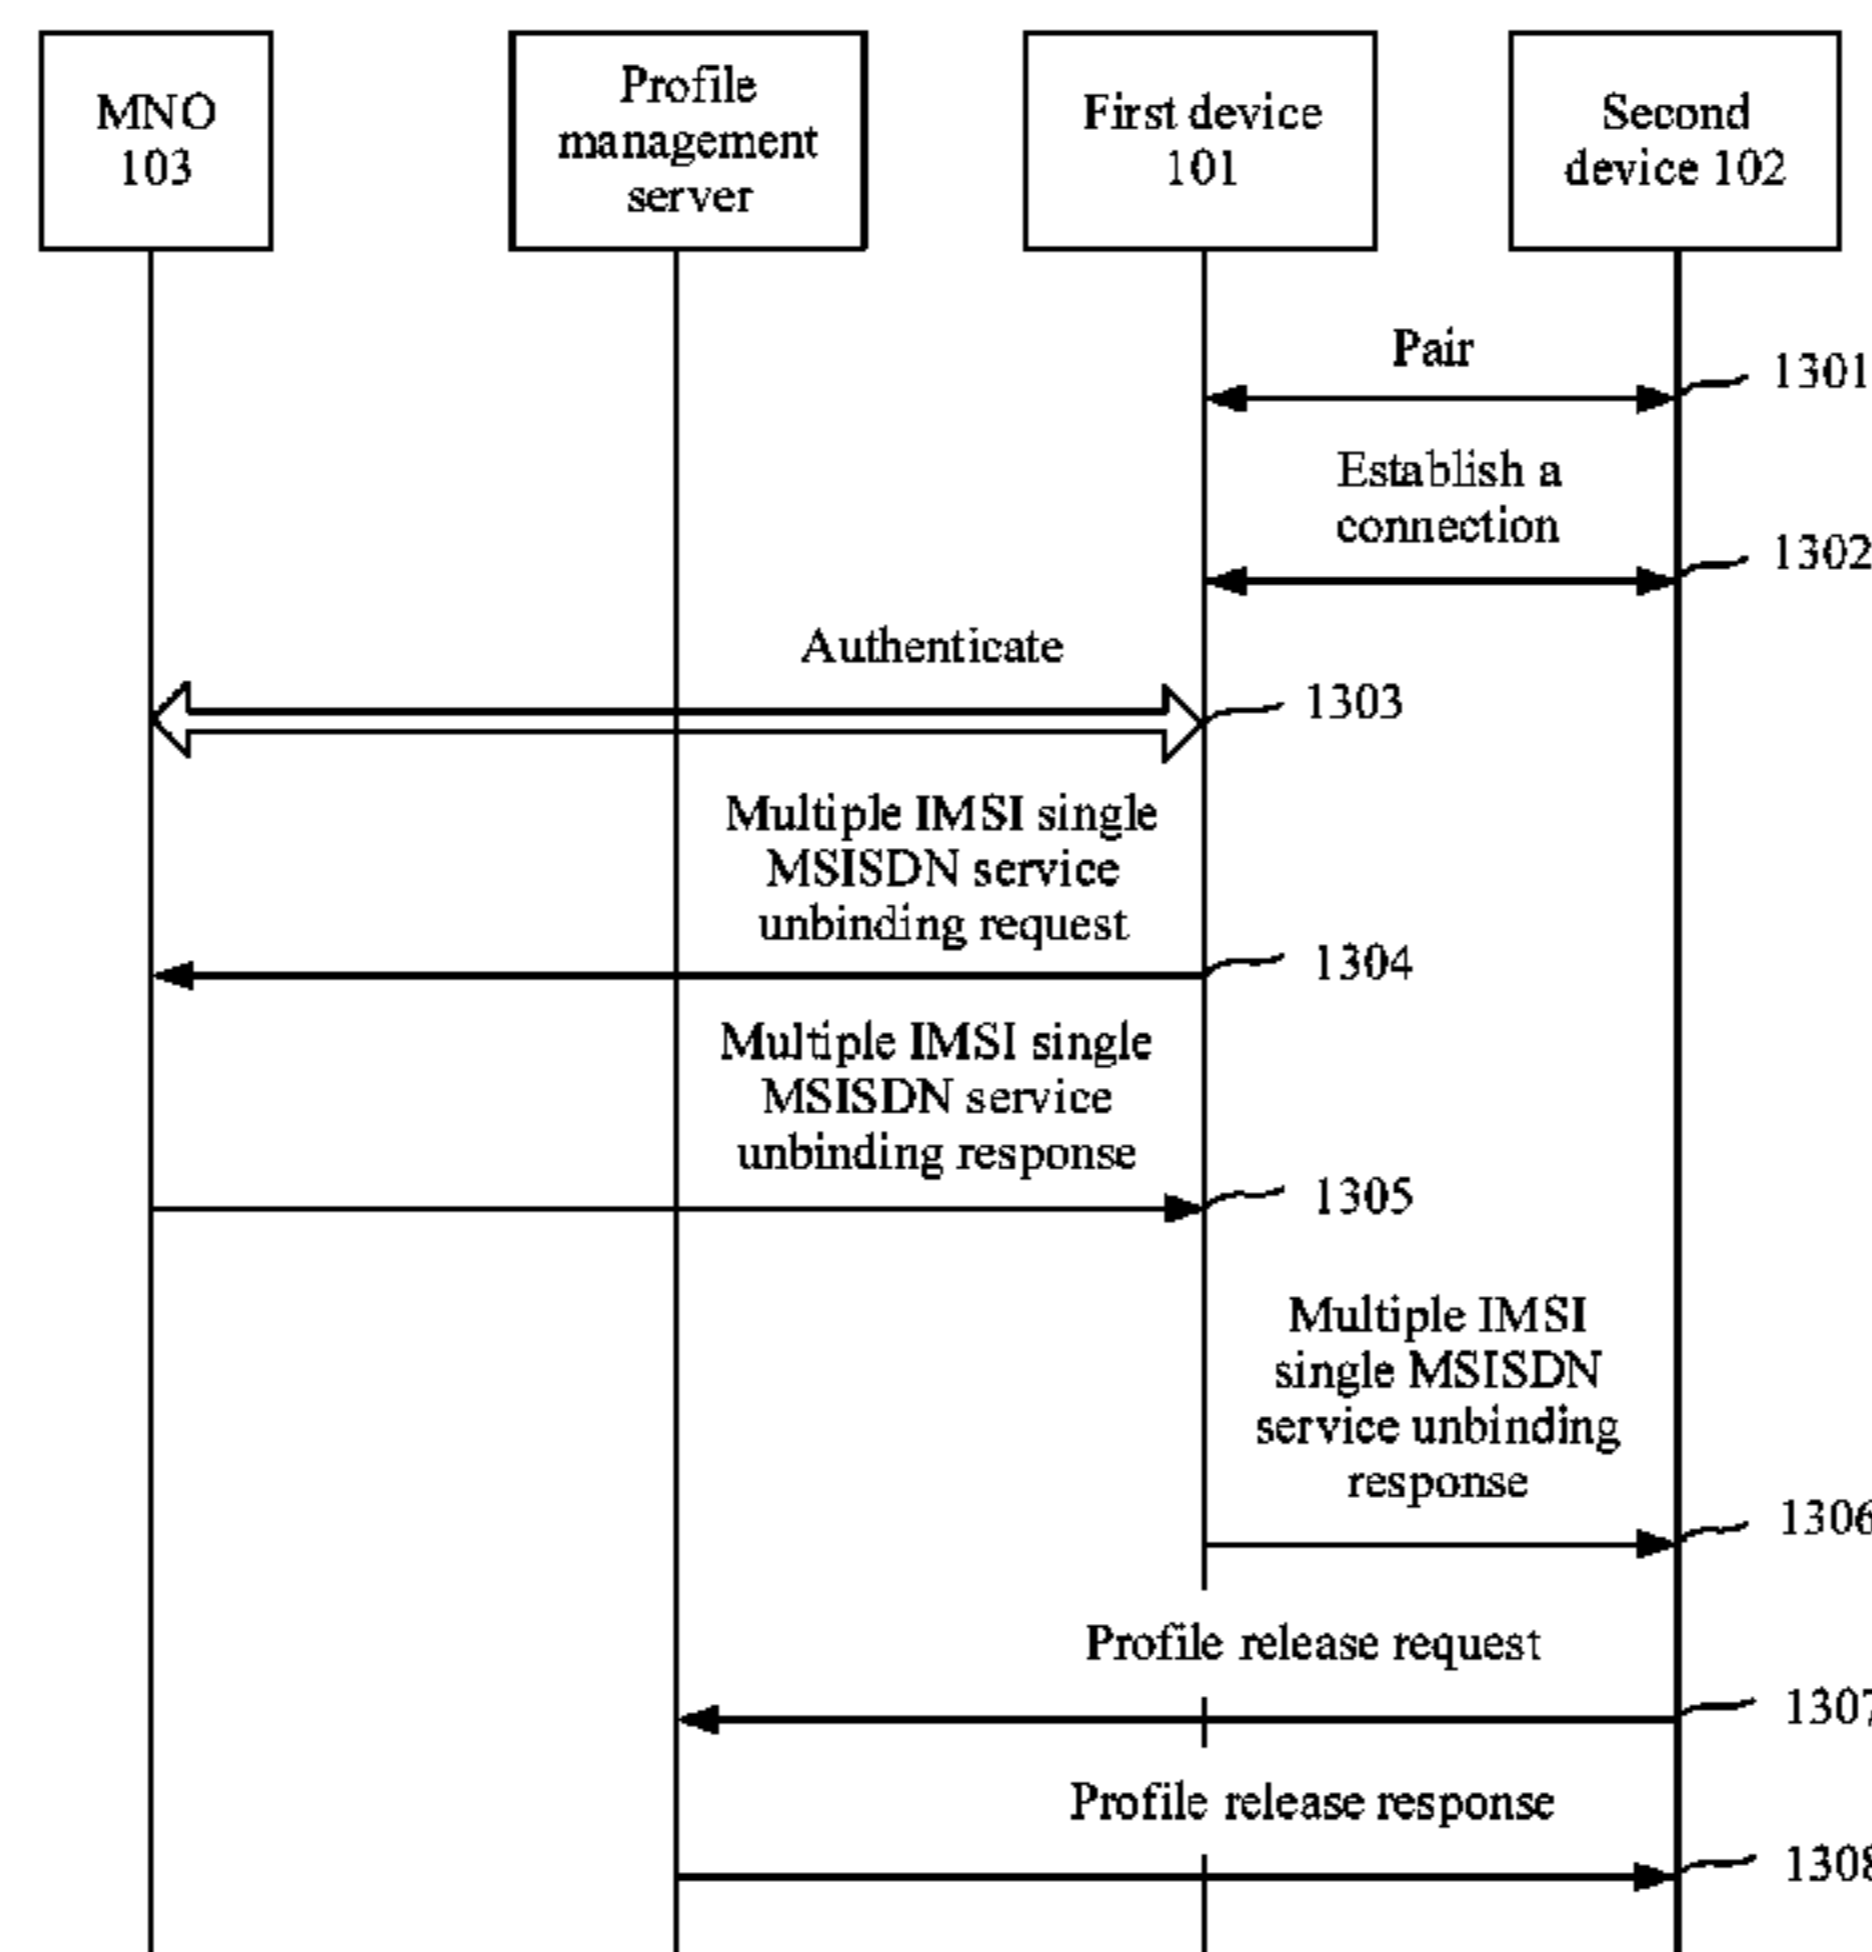 MNO
103
Profile
management
server
First device
101
Second
device 102
Pair
1301
Establish a
connection
1302
Authenticate
1303
Multiple IMSI single
MSISDN service
unbinding request
1304
Multiple IMSI single
MSISDN service
unbinding response
1305
Multiple IMSI
single MSISDN
service unbinding
response
1306
Profile release request
1307
Profile release response
1308